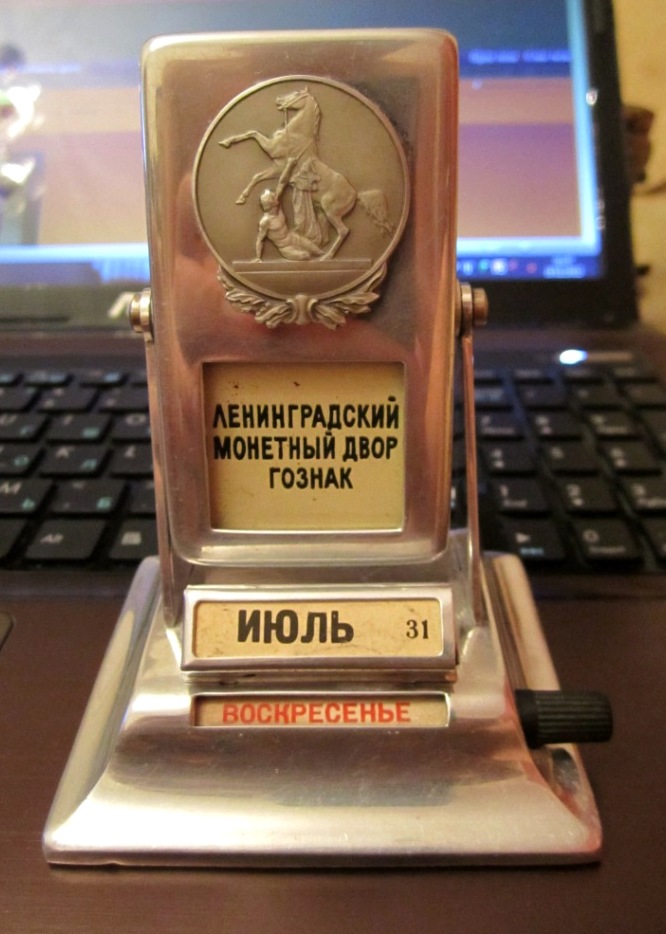 ЛЕНИНГРАДСКИЙ
МОНЕТНЫЙ ДВОР
ГОЗНАК
ИЮЛЬ 31
ВОСКРЕСЕНЬЕ